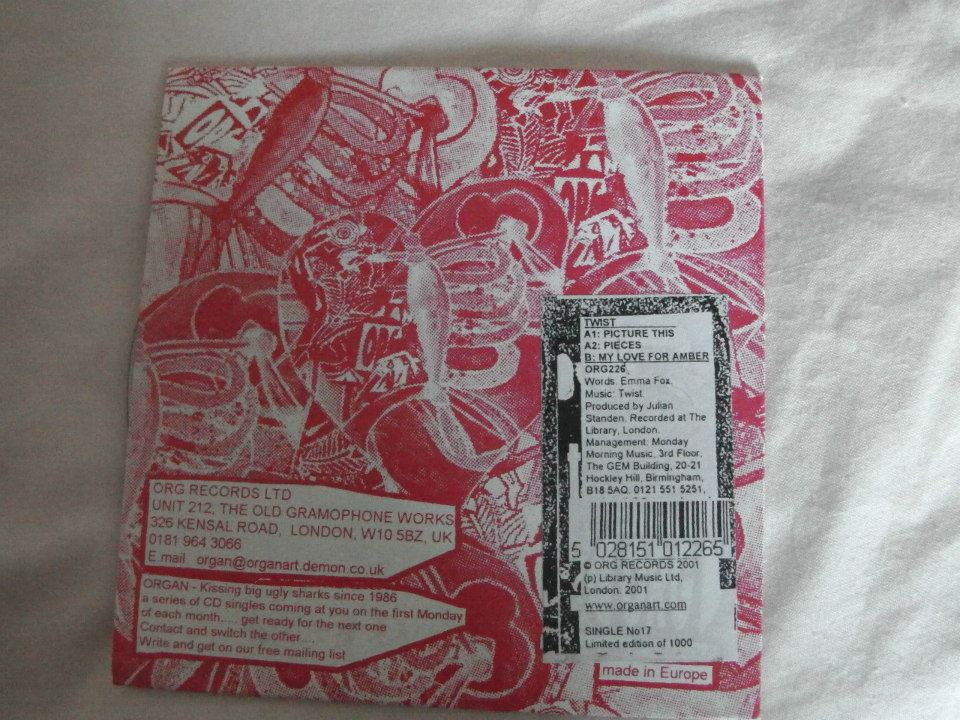 TWIST
A1: PICTURE THIS
A2: PIECES
B: MY LOVE FOR AMBER
ORG226
Words. Emma Fox.
Music: Twist.
Produced by Julian
Standen. Recorded at The
Library, London.
Management. Monday
Morning Music, 3rd Floor,
The GEM Building, 20-21
Hockley Hill, Birmingham,
B18 5AQ. 0121 551 5251,
5 028151 012265
© ORG RECORDS 2001
(p) Library Music Ltd,
London. 2001
www.organart.com
SINGLE No17
Limited edition of 1000
made in Europe
ORG RECORDS LTD
UNIT 212, THE OLD GRAMOPHONE WORKS
326 KENSAL ROAD, LONDON, W10 5BZ, UK
0181 964 3066
E mail organ@organart.demon.co.uk
ORGAN - Kissing big ugly sharks since 1986
a series of CD singles coming at you on the first Monday
of each month..... get ready for the next one
Contact and switch the other....
Write and get on our free mailing list